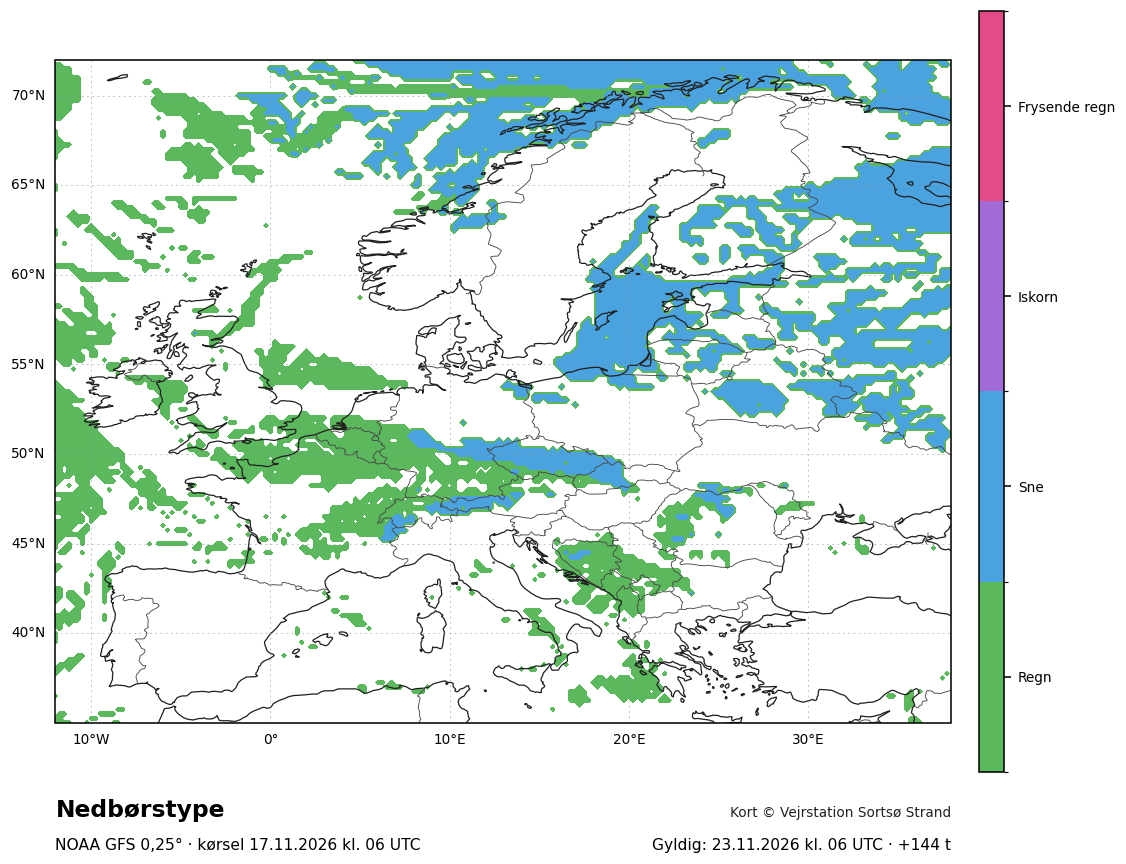 70°N
65°N
60°N
55°N
50°N
45°N
40°N
10°W
0°
10°E
20°E
30°E
Frysende regn
Iskorn
Sne
Regn
Nedbørstype
Kort © Vejrstation Sortsø Strand
NOAA GFS 0,25° · kørsel 17.11.2026 kl. 06 UTC
Gyldig: 23.11.2026 kl. 06 UTC · +144 t